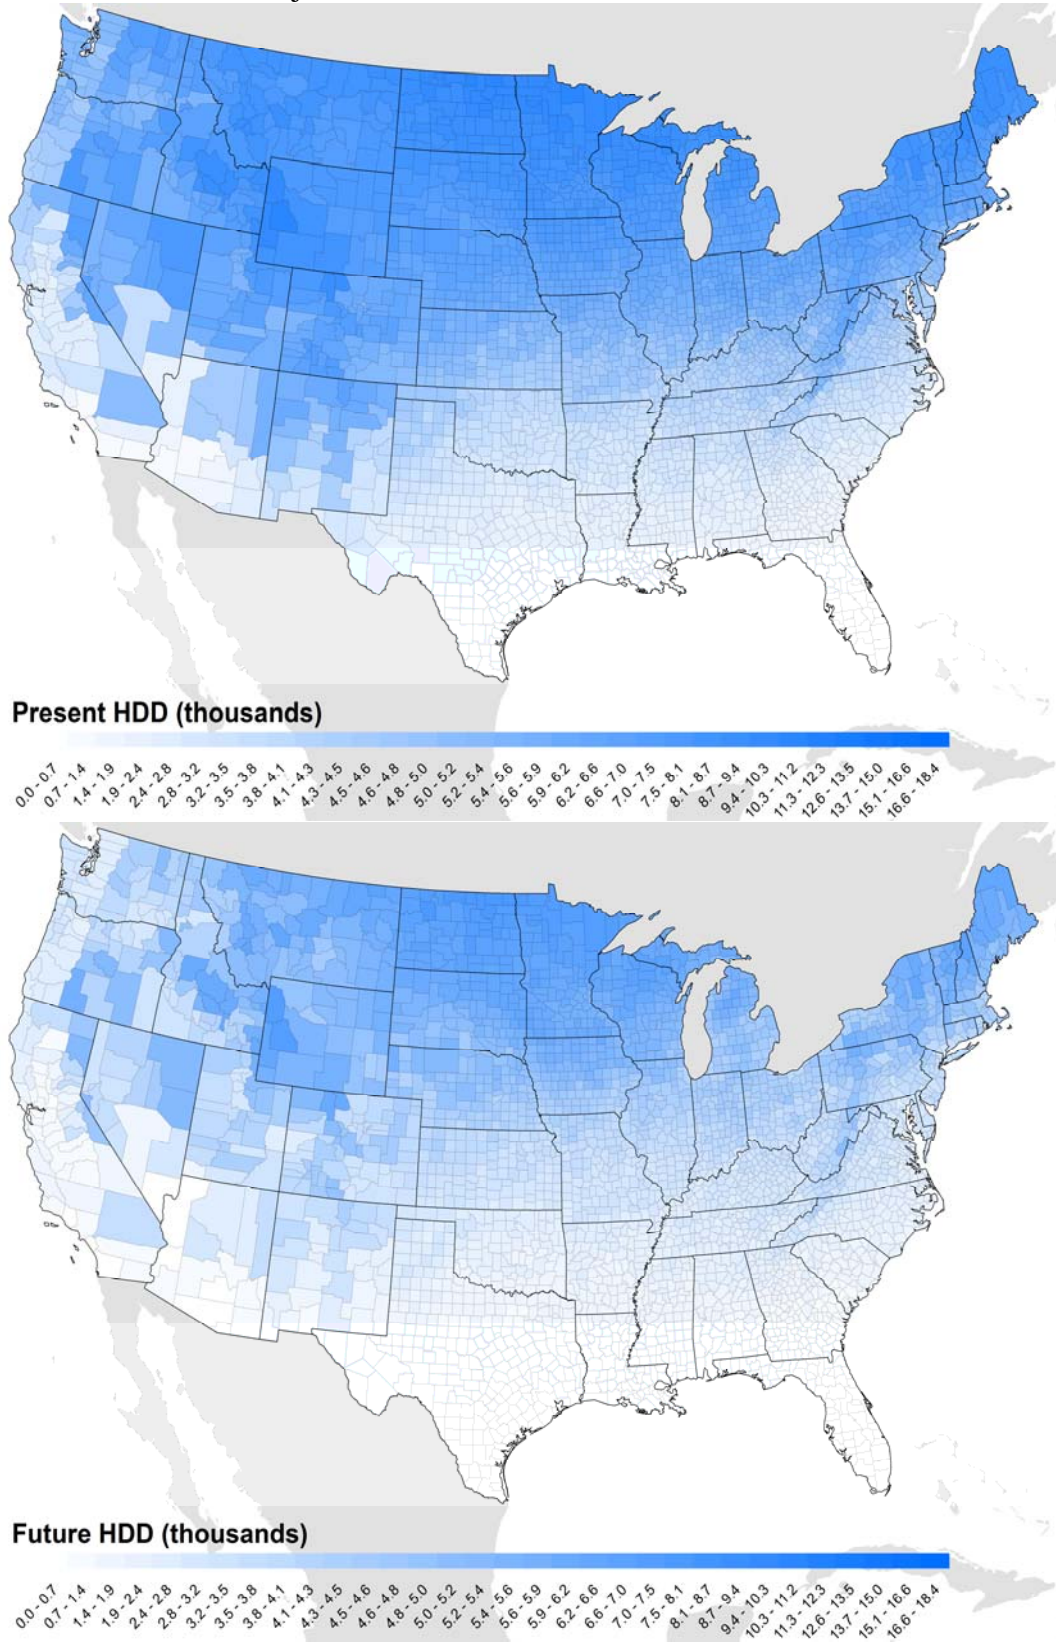 Present HDD (thousands)
0.0 - 0.7 0.7 - 1.4 1.4 - 1.9 1.9 - 2.4 2.4 - 2.8 2.8 - 3.2 3.2 - 3.5 3.5 - 3.8 3.8 - 4.1 4.1 - 4.3 4.3 - 4.5 4.5 - 4.6 4.6 - 4.8 4.8 - 5.0 5.0 - 5.2 5.2 - 5.4 5.4 - 5.6 5.6 - 5.9 5.9 - 6.2 6.2 - 6.6 6.6 - 7.0 7.0 - 7.5 7.5 - 8.1 8.1 - 8.7 8.7 - 9.4 9.4 - 10.3 10.3 - 11.2 11.3 - 12.3 12.6 - 13.5 13.7 - 15.0 15.1 - 16.6 16.6 - 18.4
Future HDD (thousands)
0.0 - 0.7 0.7 - 1.4 1.4 - 1.9 1.9 - 2.4 2.4 - 2.8 2.8 - 3.2 3.2 - 3.5 3.5 - 3.8 3.8 - 4.1 4.1 - 4.3 4.3 - 4.5 4.5 - 4.6 4.6 - 4.8 4.8 - 5.0 5.0 - 5.2 5.2 - 5.4 5.4 - 5.6 5.6 - 5.9 5.9 - 6.2 6.2 - 6.6 6.6 - 7.0 7.0 - 7.5 7.5 - 8.1 8.1 - 8.7 8.7 - 9.4 9.4 - 10.3 10.3 - 11.2 11.3 - 12.3 12.6 - 13.5 13.7 - 15.0 15.1 - 16.6 16.6 - 18.4